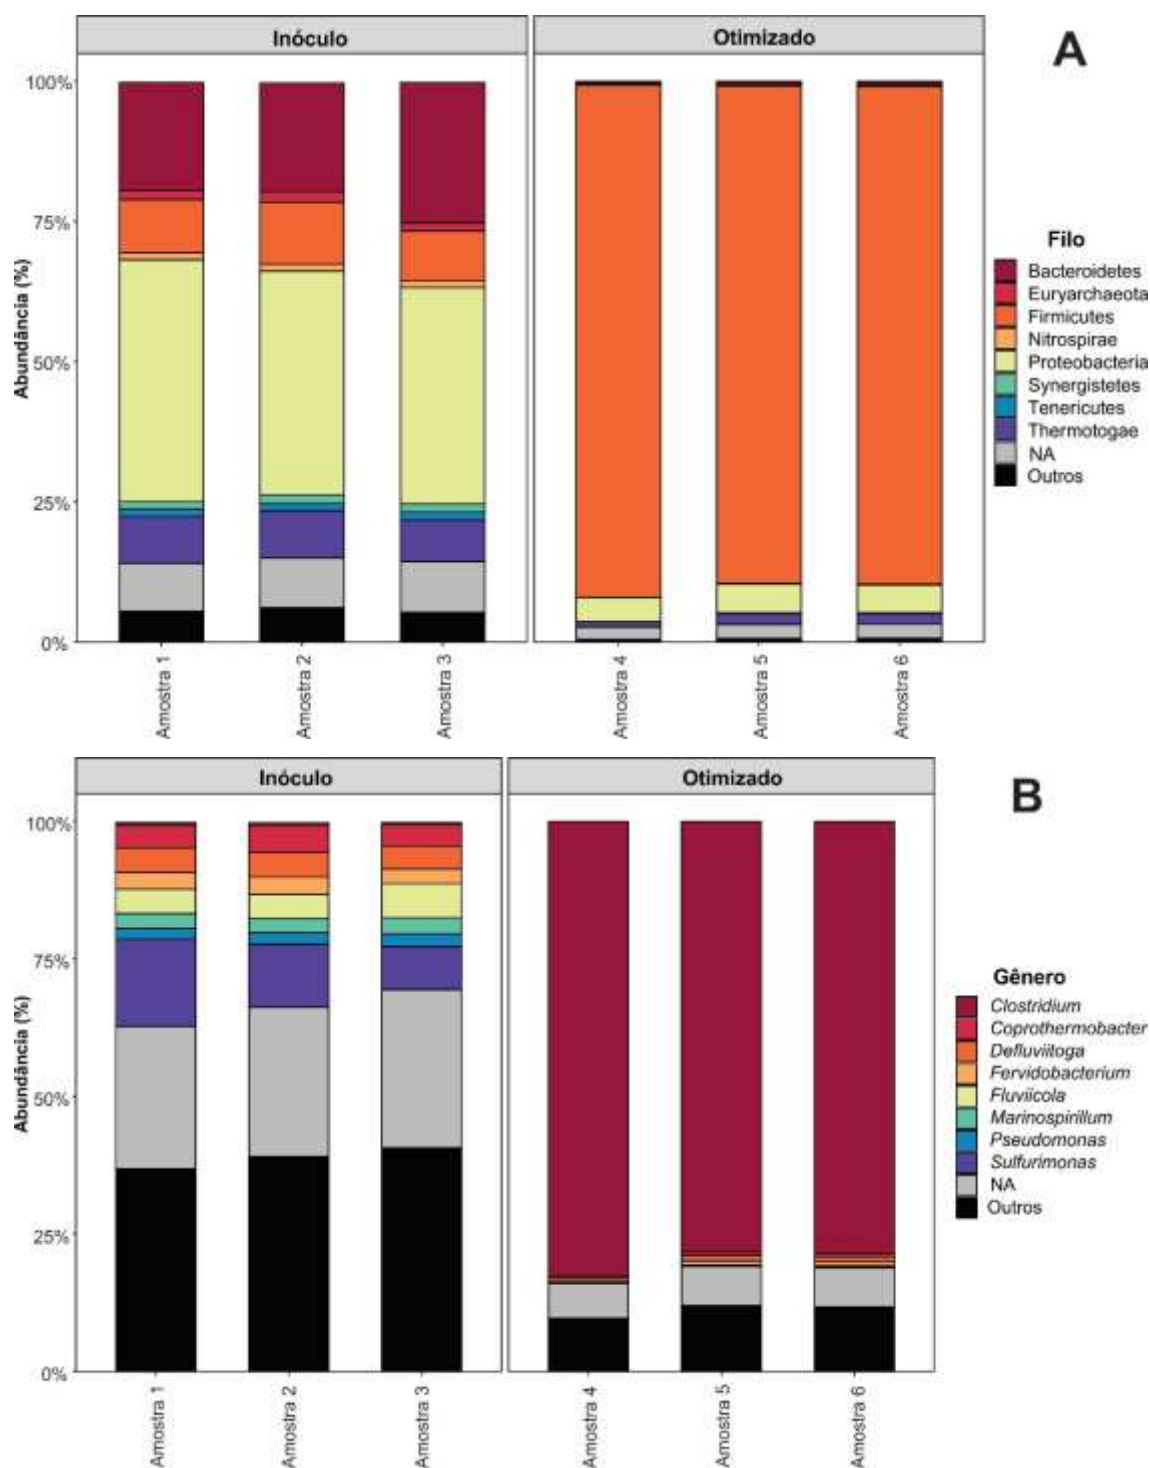 Inóculo
Otimizado
A
100%
75%
50%
25%
0%
Abundância (%)
Amostra 1
Amostra 2
Amostra 3
Amostra 4
Amostra 5
Amostra 6
Filo
Bacteroidetes
Euryarchaeota
Firmicutes
Nitrospirae
Proteobacteria
Synergistetes
Tenericutes
Thermotogae
NA
Outros
Inóculo
Otimizado
B
100%
75%
50%
25%
0%
Abundância (%)
Amostra 1
Amostra 2
Amostra 3
Amostra 4
Amostra 5
Amostra 6
Gênero
Clostridium
Coprothermobacter
Defluviitoga
Fervidobacterium
Fluviicola
Marinospirillum
Pseudomonas
Sulfurimonas
NA
Outros